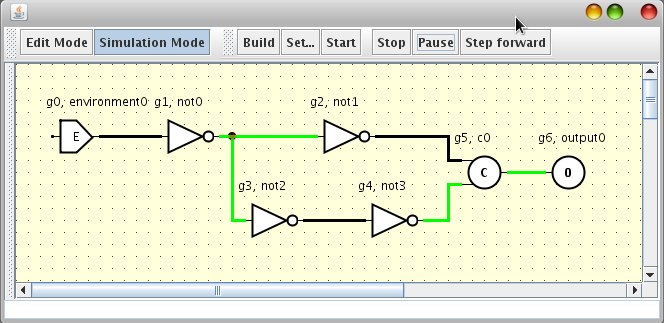 Edit Mode Simulation Mode Build Set... Start Stop Pause Step forward
g0, environment0 g1, not0 g2, not1
E
g5, c0 g6, output0
C O
g3, not2 g4, not3